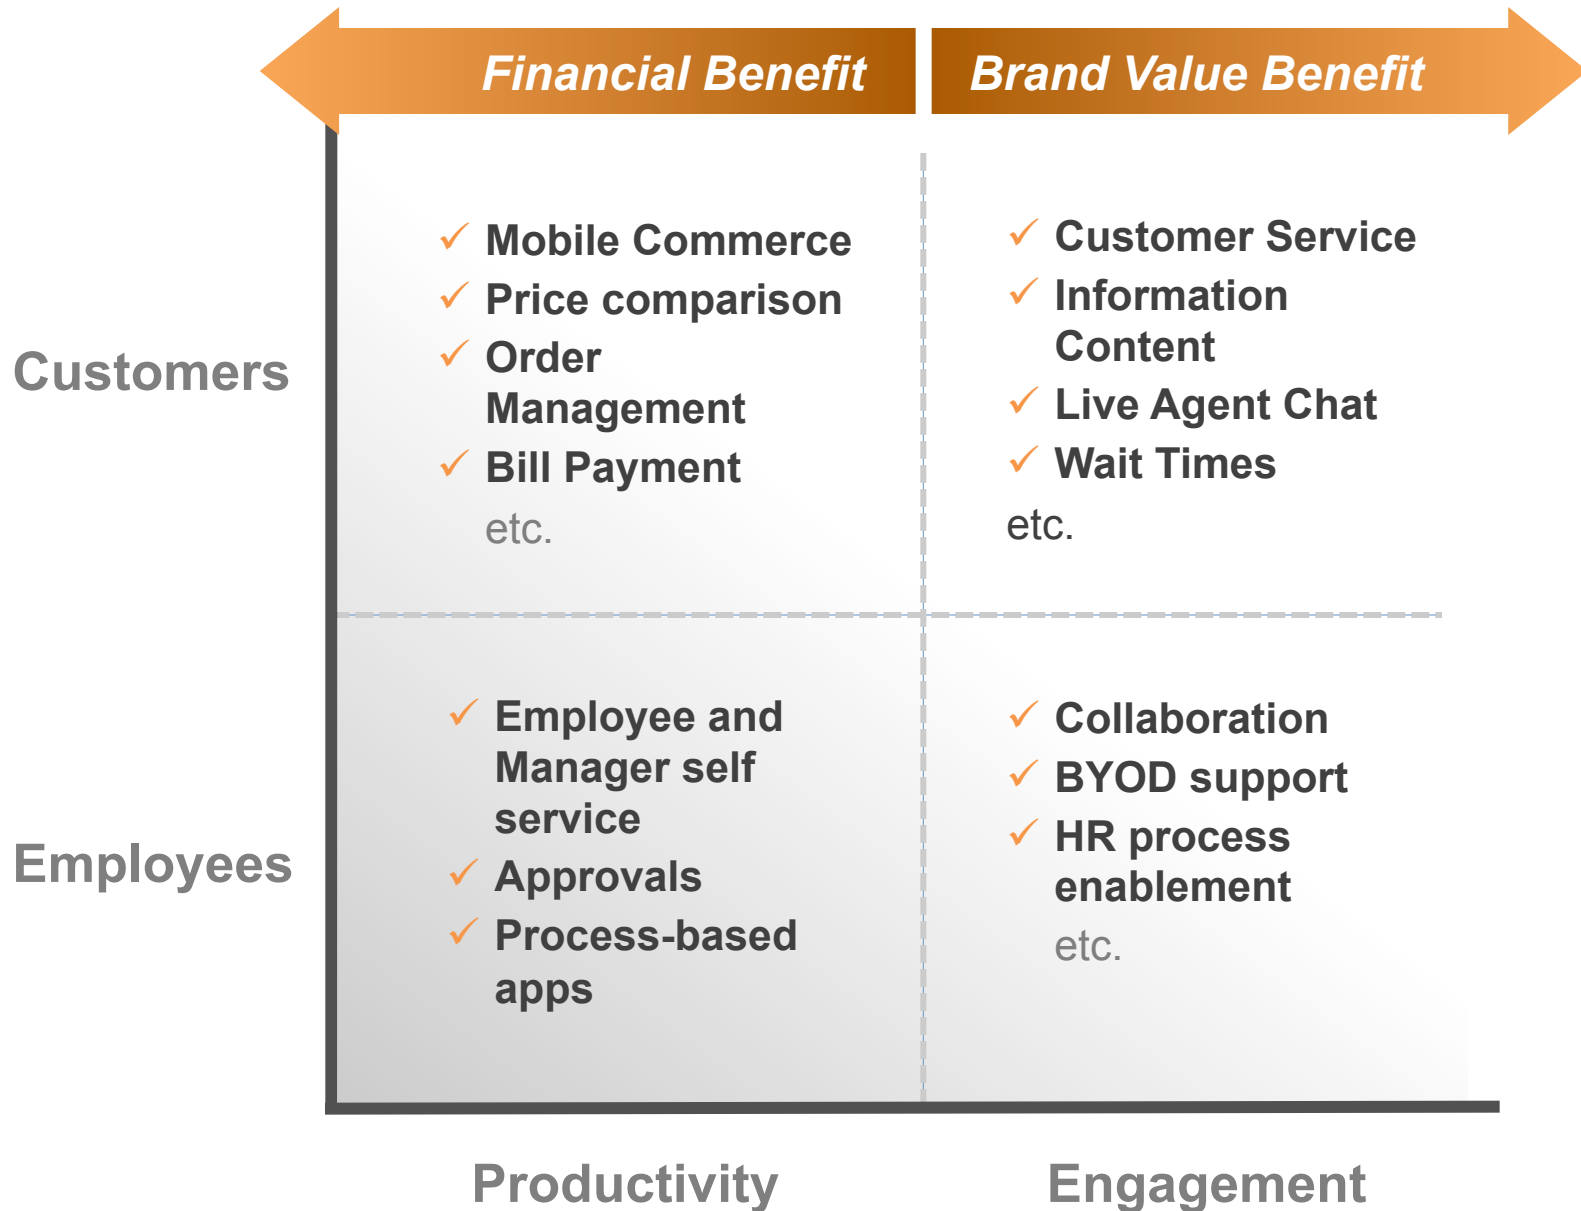 Financial Benefit
Brand Value Benefit
Customers
Mobile Commerce
Price comparison
Order
Management
Bill Payment
etc.
Customer Service
Information
Content
Live Agent Chat
Wait Times
etc.
Employees
Employee and
Manager self
service
Approvals
Process-based
apps
Collaboration
BYOD support
HR process
enablement
etc.
Productivity
Engagement